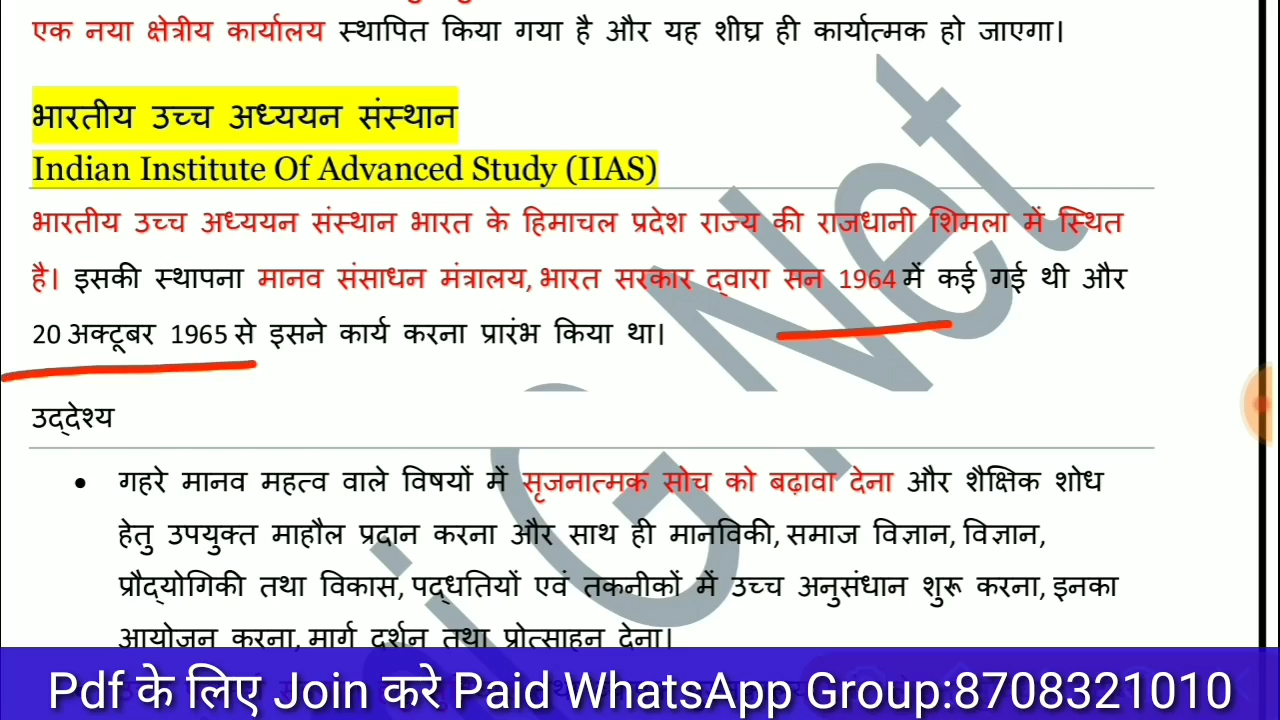 एक नया क्षेत्रीय कार्यालय स्थापित किया गया है और यह शीघ्र ही कार्यात्मक हो जाएगा।
भारतीय उच्च अध्ययन संस्थान
Indian Institute Of Advanced Study (IIAS)
भारतीय उच्च अध्ययन संस्थान भारत के हिमाचल प्रदेश राज्य की राजधानी शिमला में स्थित
है। इसकी स्थापना मानव संसाधन मंत्रालय, भारत सरकार द्वारा सन 1964 में कई गई थी और
20 अक्टूबर 1965 से इसने कार्य करना प्रारंभ किया था।
उद्देश्य
• गहरे मानव महत्व वाले विषयों में सृजनात्मक सोच को बढ़ावा देना और शैक्षिक शोध
हेतु उपयुक्त माहौल प्रदान करना और साथ ही मानविकी, समाज विज्ञान, विज्ञान,
प्रौद्योगिकी तथा विकास, पद्धतियों एवं तकनीकों में उच्च अनुसंधान शुरू करना, इनका
आयोजन करना, मार्ग दर्शन तथा प्रोत्साहन देना।
Pdf के लिए Join करे Paid WhatsApp Group:8708321010